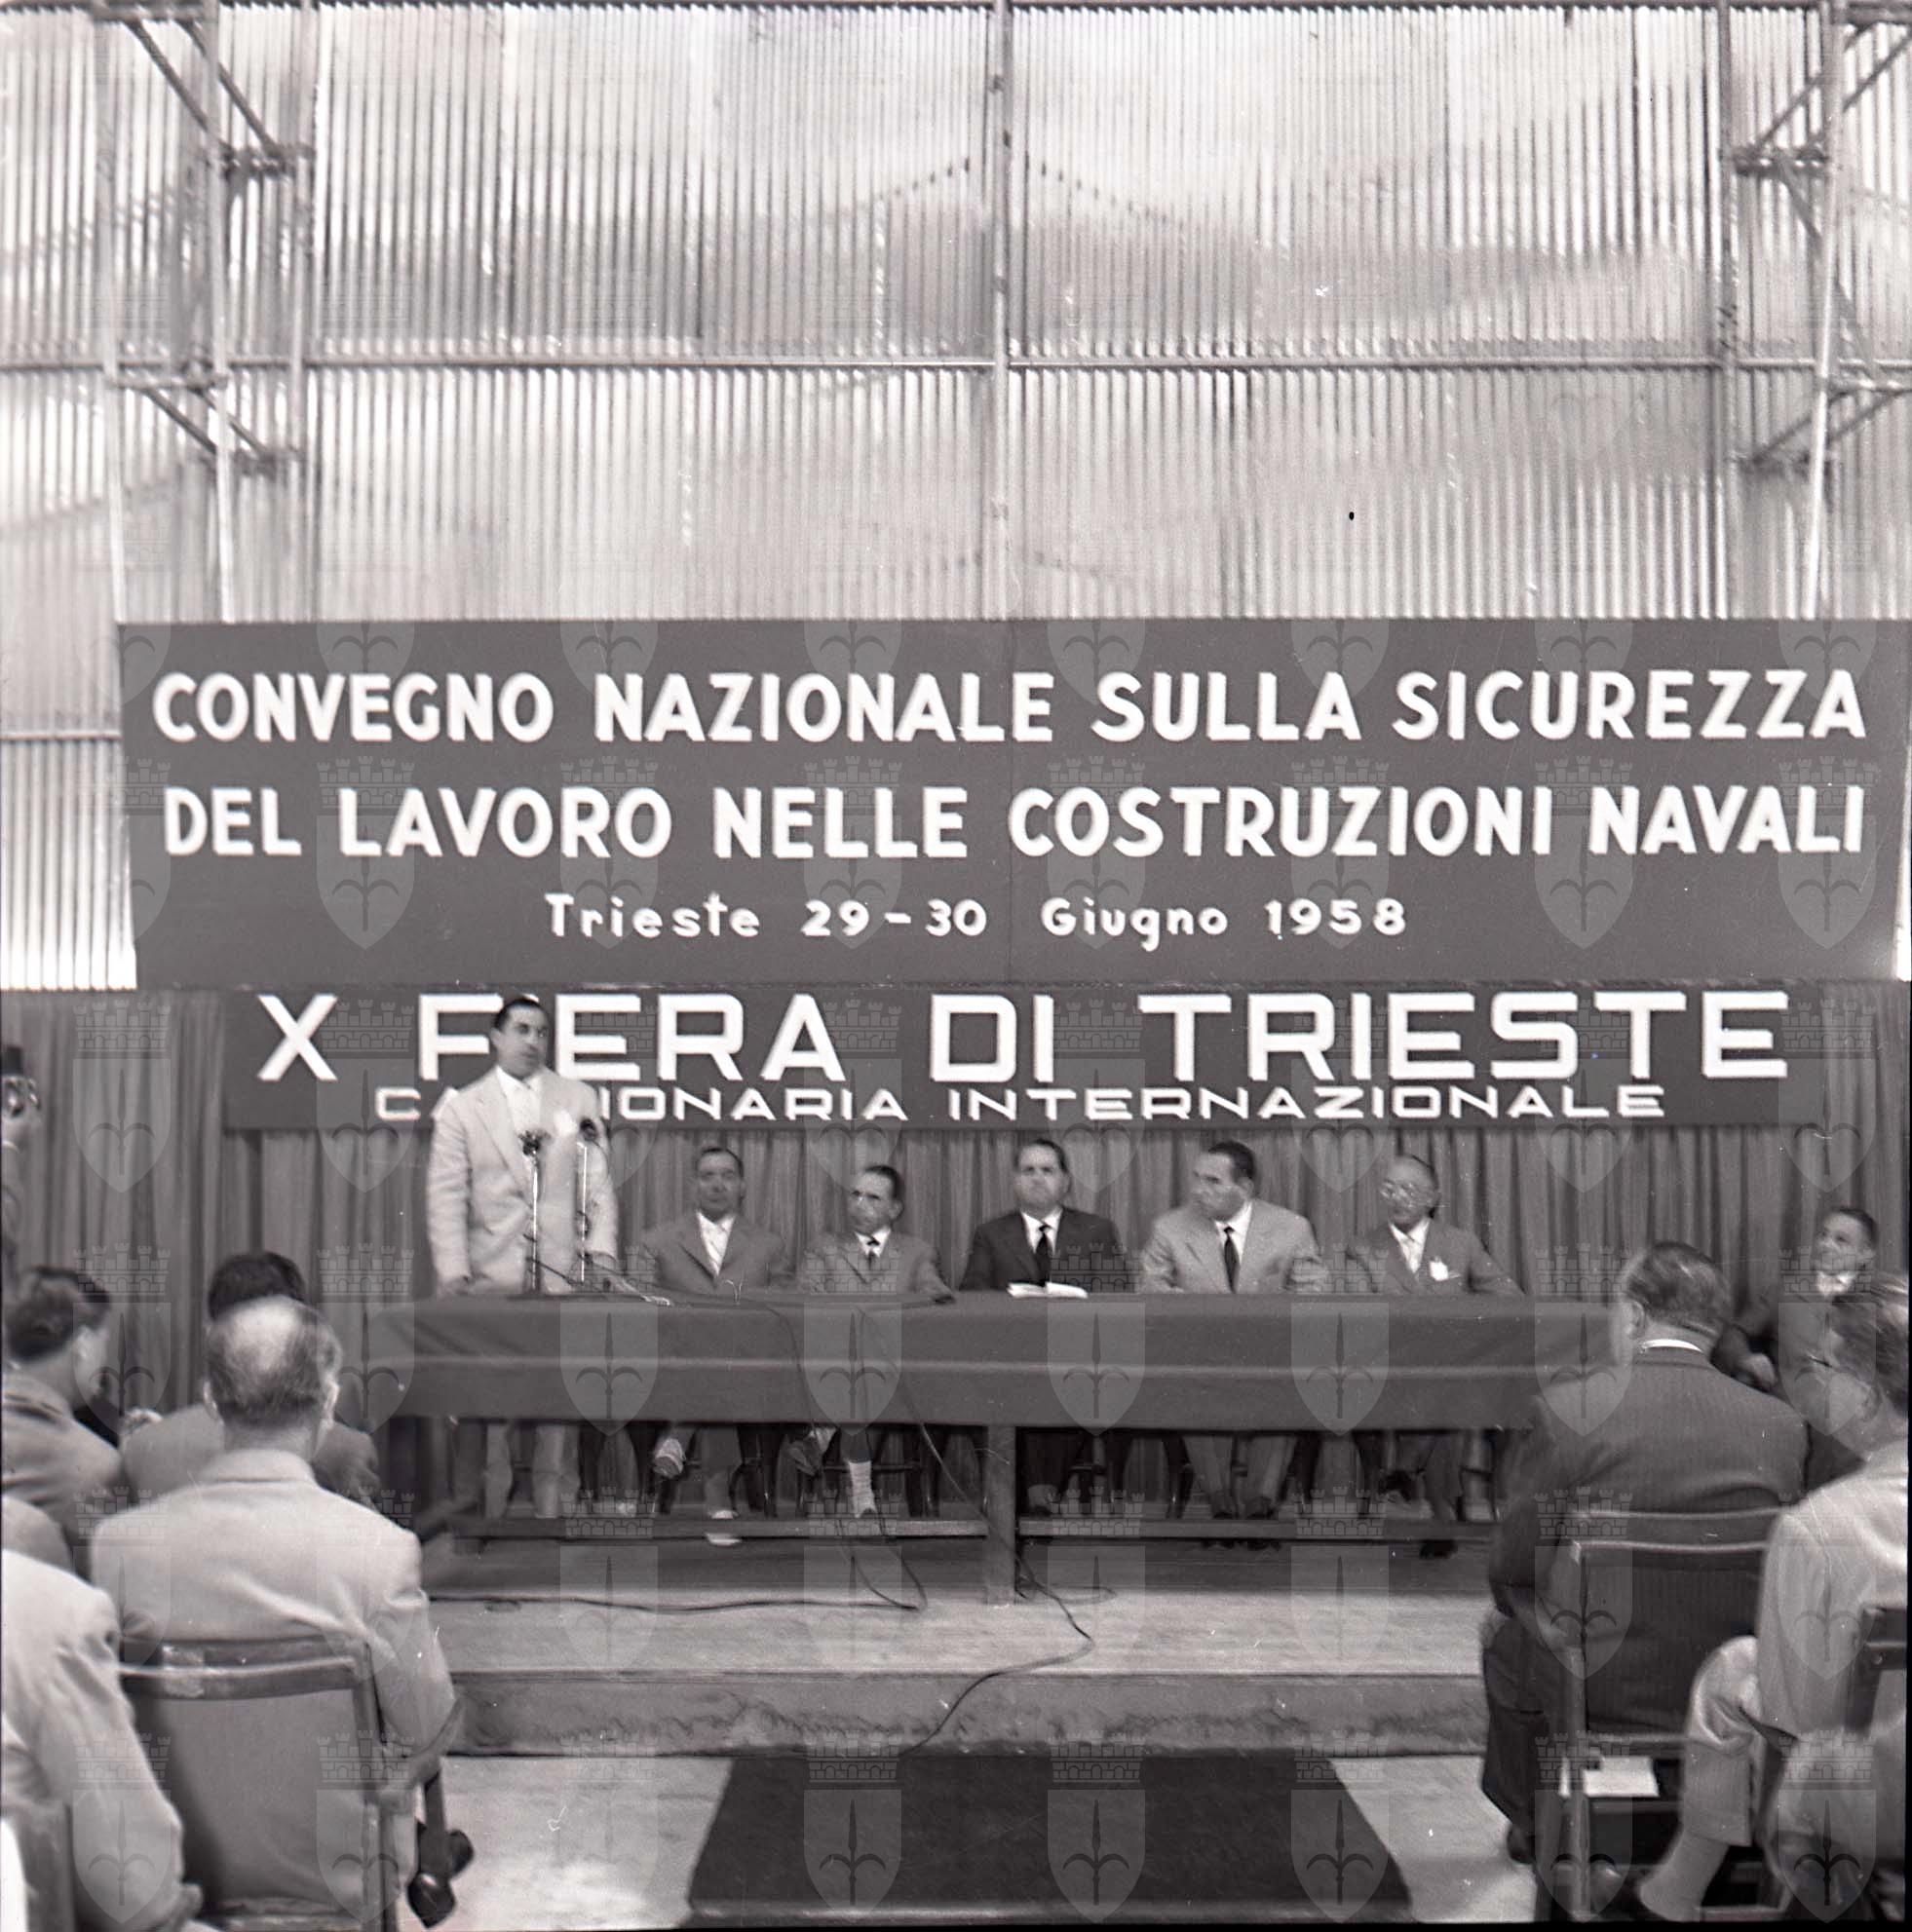 CONVEGNO NAZIONALE SULLA SICUREZZA
DEL LAVORO NELLE COSTRUZIONI NAVALI
Trieste 29-30 Giugno 1958
X FIERA DI TRIESTE
INTERNAZIONALE